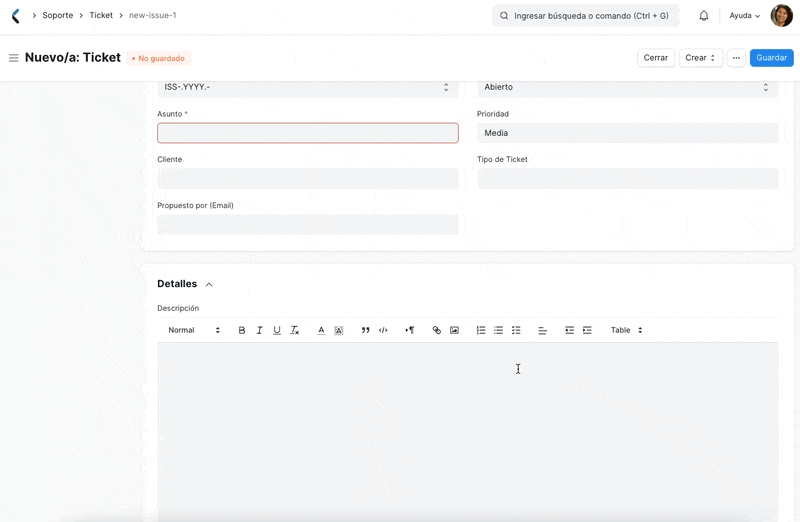 Soporte
Ticket
new-issue-1
Ingresar búsqueda o comando (Ctrl + G)
Ayuda
Nuevo/a: Ticket
• No guardado
Cerrar
Crear
Guardar
ISS-.YYYY.-
Abierto
Asunto *
Prioridad
Media
Cliente
Tipo de Ticket
Propuesto por (Email)
Detalles
Descripción
Normal
Table